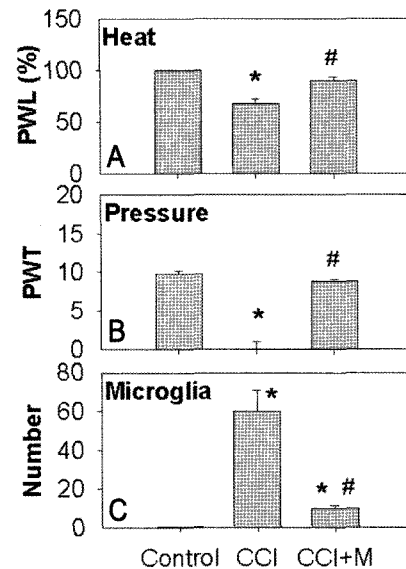 150
Heat
100
PWL (%)
*
#
50
A
0
20
Pressure
15
PWT
10
#
5
*
B
0
80
Microglia
60
*
Number
40
20
* #
C
0
Control CCI CCI+M